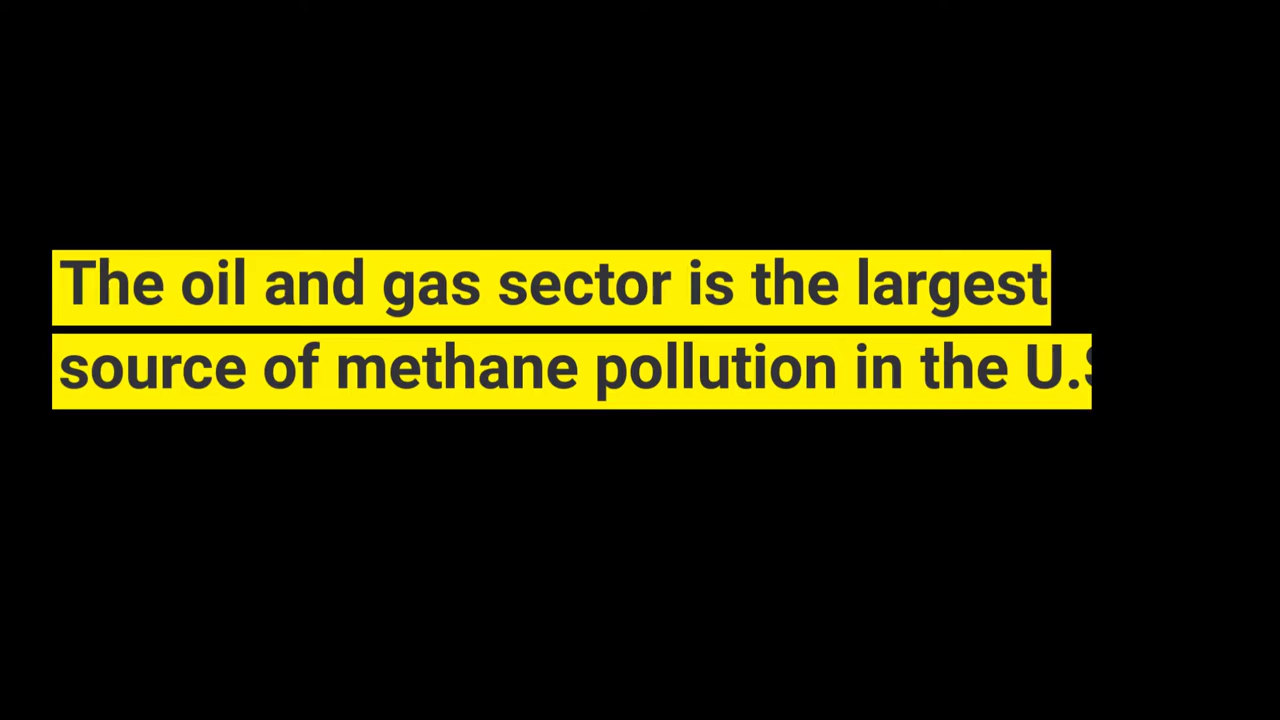 The oil and gas sector is the largest
source of methane pollution in the U.S